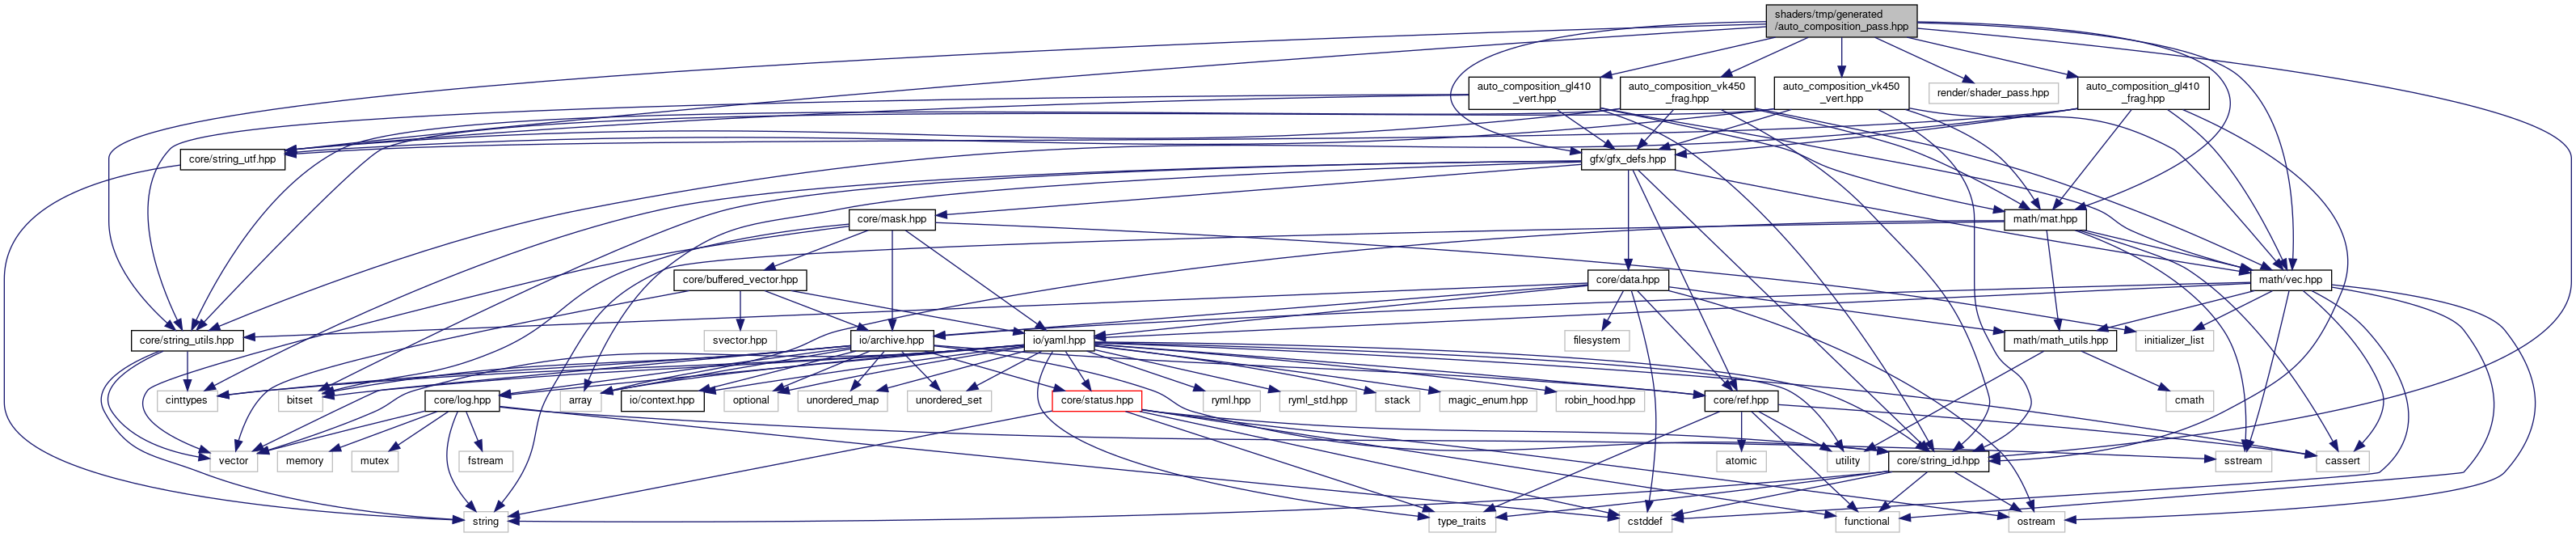 shaders/tmp/generated
/auto_composition_pass.hpp
auto_composition_gl410
_vert.hpp
auto_composition_vk450
_frag.hpp
auto_composition_vk450
_vert.hpp
render/shader_pass.hpp
auto_composition_gl410
_frag.hpp
core/string_utf.hpp
gfx/gfx_defs.hpp
core/mask.hpp
math/mat.hpp
core/buffered_vector.hpp
core/data.hpp
math/vec.hpp
core/string_utils.hpp
svector.hpp
io/archive.hpp
io/yaml.hpp
filesystem
math/math_utils.hpp
initializer_list
cinttypes
bitset
core/log.hpp
array
io/context.hpp
optional
unordered_map
unordered_set
core/status.hpp
ryml.hpp
ryml_std.hpp
stack
magic_enum.hpp
robin_hood.hpp
core/ref.hpp
cmath
vector
memory
mutex
fstream
atomic
utility
core/string_id.hpp
sstream
cassert
string
type_traits
cstddef
functional
ostream